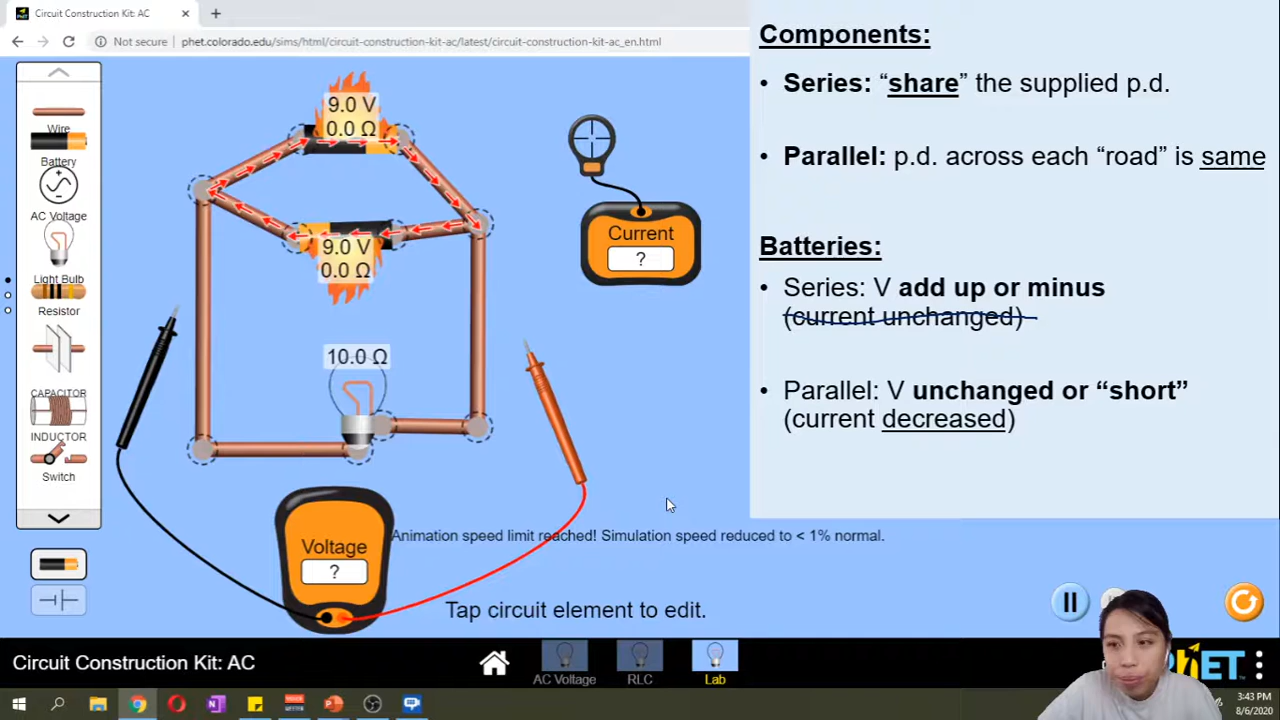 Circuit Construction Kit: AC
Not secure
phet.colorado.edu/sims/html/circuit-construction-kit-ac/latest/circuit-construction-kit-ac_en.html
Wire
Battery
AC Voltage
Light Bulb
Resistor
CAPACITOR
INDUCTOR
Switch
9.0 V
0.0 Ω
9.0 V
0.0 Ω
10.0 Ω
Current
?
Voltage
?
Animation speed limit reached! Simulation speed reduced to < 1% normal.
Tap circuit element to edit.
Components:
• Series: “share” the supplied p.d.
• Parallel: p.d. across each “road” is same
Batteries:
• Series: V add up or minus
(current unchanged)
• Parallel: V unchanged or “short”
(current decreased)
Circuit Construction Kit: AC
AC Voltage
RLC
Lab
PhET
3:43 PM
8/6/2020